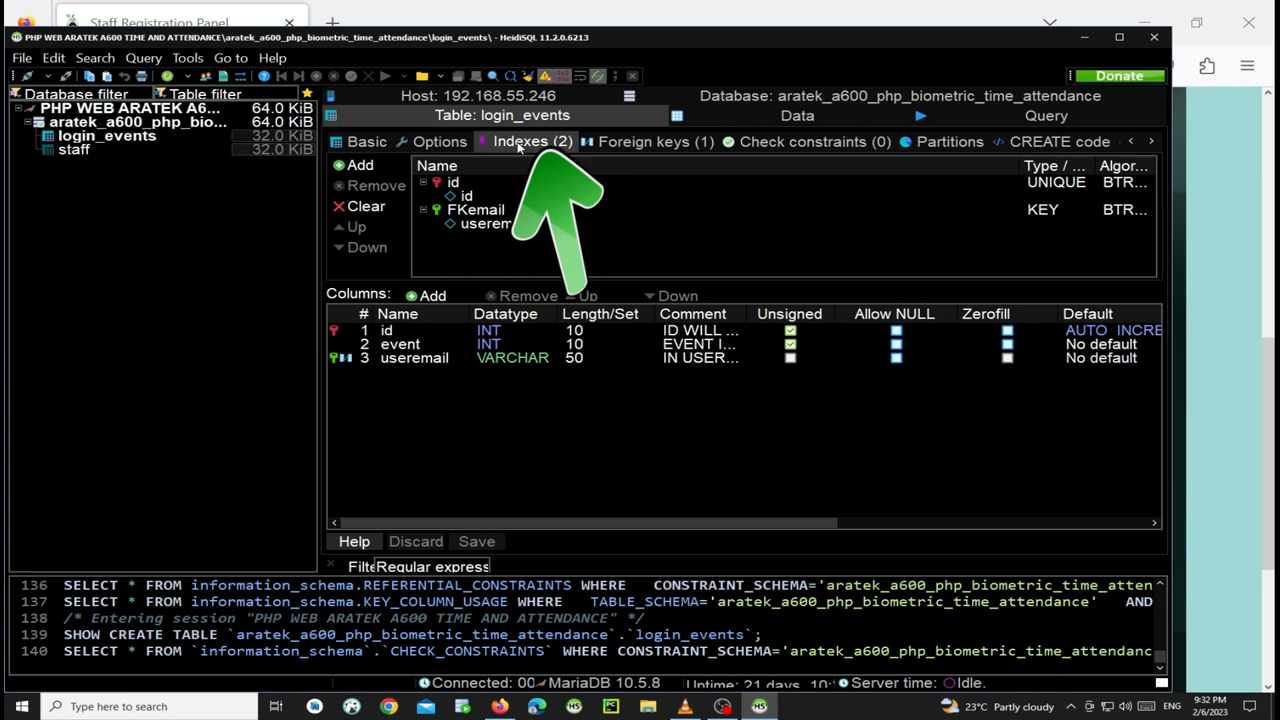 Staff Registration Panel
PHP WEB ARATEK A600 TIME AND ATTENDANCE\aratek_a600_php_biometric_time_attendance\login_events\ - HeidiSQL 11.2.0.6213
File Edit Search Query Tools Go to Help
Donate
Database filter Table filter
PHP WEB ARATEK A6... 64.0 KiB
aratek_a600_php_bio... 64.0 KiB
login_events 32.0 KiB
staff 32.0 KiB
Host: 192.168.55.246 Database: aratek_a600_php_biometric_time_attendance
Table: login_events Data Query
Basic Options Indexes (2) Foreign keys (1) Check constraints (0) Partitions CREATE code
Add
Remove
Clear
Up
Down
Name Type / ... Algor...
id UNIQUE BTR...
id
FKemail KEY BTR...
userem
Columns: Add Remove Up Down
# Name Datatype Length/Set Comment Unsigned Allow NULL Zerofill Default
1 id INT 10 ID WILL ... AUTO_INCRE
2 event INT 10 EVENT I... No default
3 useremail VARCHAR 50 IN USER... No default
Help Discard Save
Filte Regular express
136 SELECT * FROM information_schema.REFERENTIAL_CONSTRAINTS WHERE CONSTRAINT_SCHEMA='aratek_a600_php_biometric_time_atten
137 SELECT * FROM information_schema.KEY_COLUMN_USAGE WHERE TABLE_SCHEMA='aratek_a600_php_biometric_time_attendance' AND
138 /* Entering session "PHP WEB ARATEK A600 TIME AND ATTENDANCE" */
139 SHOW CREATE TABLE `aratek_a600_php_biometric_time_attendance`.`login_events`;
140 SELECT * FROM `information_schema`.`CHECK_CONSTRAINTS` WHERE CONSTRAINT_SCHEMA='aratek_a600_php_biometric_time_attendanc
Connected: 00 MariaDB 10.5.8 Uptime: 21 days, Server time: Idle.
Type here to search
23°C Partly cloudy ENG 9:32 PM
2/6/2023